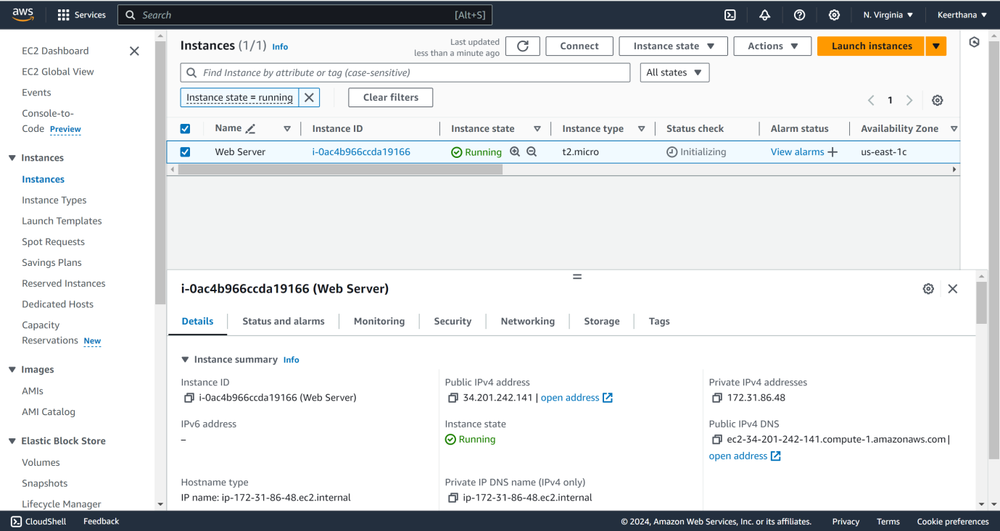 aws
Services
Search
[Alt+S]
N. Virginia
Keerthana
EC2 Dashboard
EC2 Global View
Events
Console-to-
Code Preview
Instances
Instances
Instance Types
Launch Templates
Spot Requests
Savings Plans
Reserved Instances
Dedicated Hosts
Capacity
Reservations New
Images
AMIs
AMI Catalog
Elastic Block Store
Volumes
Snapshots
Lifecycle Manager
Instances (1/1) Info
Last updated
less than a minute ago
Connect
Instance state
Actions
Launch instances
Find Instance by attribute or tag (case-sensitive)
All states
Instance state = running
Clear filters
1
Name Instance ID Instance state Instance type Status check Alarm status Availability Zone
Web Server i-0ac4b966ccda19166 Running t2.micro Initializing View alarms us-east-1c
i-0ac4b966ccda19166 (Web Server)
Details Status and alarms Monitoring Security Networking Storage Tags
Instance summary Info
Instance ID
i-0ac4b966ccda19166 (Web Server)
Public IPv4 address
34.201.242.141 | open address
Private IPv4 addresses
172.31.86.48
IPv6 address
–
Instance state
Running
Public IPv4 DNS
ec2-34-201-242-141.compute-1.amazonaws.com |
open address
Hostname type
IP name: ip-172-31-86-48.ec2.internal
Private IP DNS name (IPv4 only)
ip-172-31-86-48.ec2.internal
CloudShell Feedback © 2024, Amazon Web Services, Inc. or its affiliates. Privacy Terms Cookie preferences